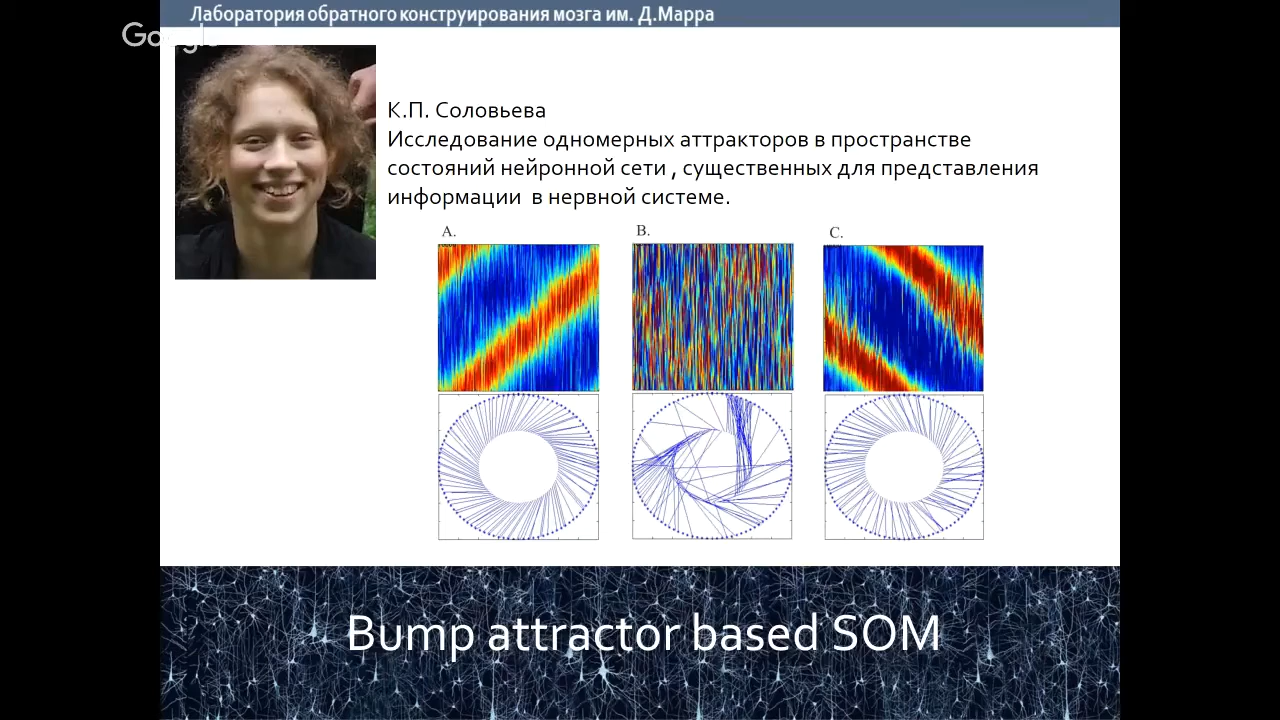 Лаборатория обратного конструирования мозга им. Д.Марра
Google
К.П. Соловьева
Исследование одномерных аттракторов в пространстве
состояний нейронной сети , существенных для представления
информации в нервной системе.
A. B. C.
Bump attractor based SOM